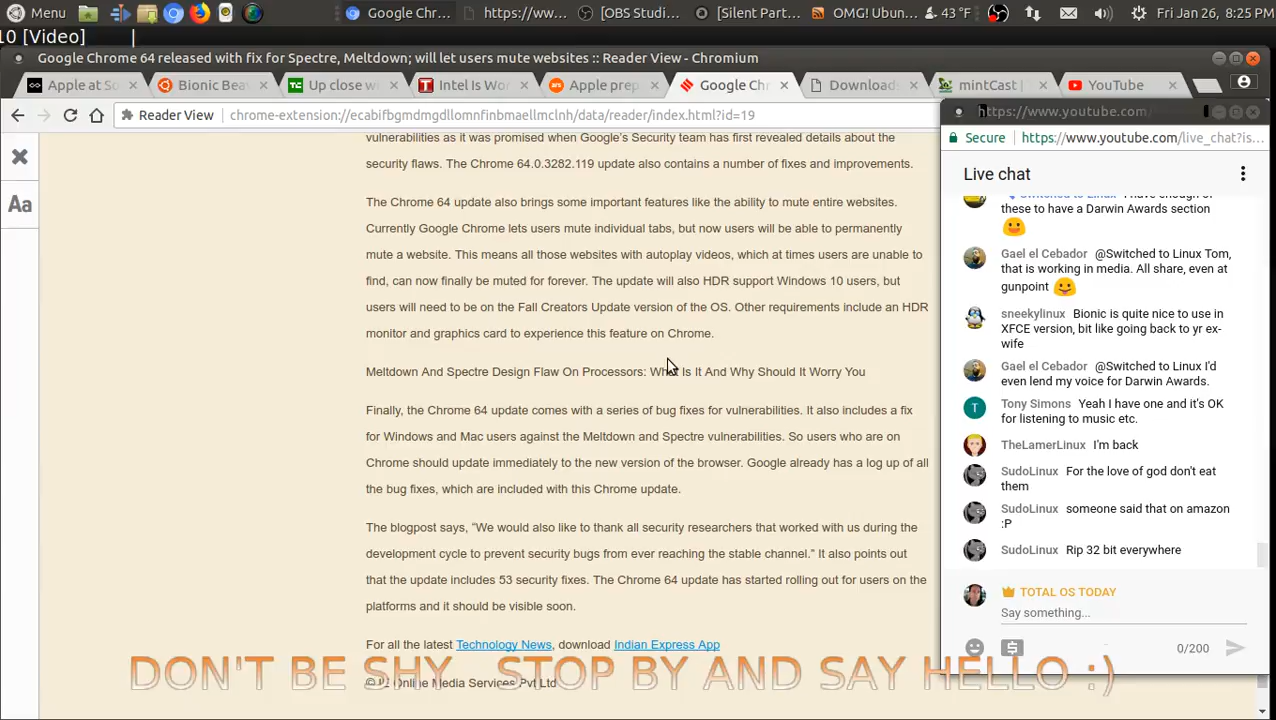 Menu
Google Chr...
https://www...
[OBS Studi...
[Silent Part...
OMG! Ubun...
43 °F
Fri Jan 26, 8:25 PM
10 [Video]
Google Chrome 64 released with fix for Spectre, Meltdown; will let users mute websites :: Reader View - Chromium
Apple at So
Bionic Beav
Up close w
Intel Is Wor
Apple prep
Google Chr
Downloads
mintCast |
YouTube
Reader View
chrome-extension://ecabifbgmdmgdllomnfinbmaellmclnh/data/reader/index.html?id=19
Aa
vulnerabilities as it was promised when Google's Security team has first revealed details about the
security flaws. The Chrome 64.0.3282.119 update also contains a number of fixes and improvements.
The Chrome 64 update also brings some important features like the ability to mute entire websites.
Currently Google Chrome lets users mute individual tabs, but now users will be able to permanently
mute a website. This means all those websites with autoplay videos, which at times users are unable to
find, can now finally be muted for forever. The update will also HDR support Windows 10 users, but
users will need to be on the Fall Creators Update version of the OS. Other requirements include an HDR
monitor and graphics card to experience this feature on Chrome.
Meltdown And Spectre Design Flaw On Processors: What Is It And Why Should It Worry You
Finally, the Chrome 64 update comes with a series of bug fixes for vulnerabilities. It also includes a fix
for Windows and Mac users against the Meltdown and Spectre vulnerabilities. So users who are on
Chrome should update immediately to the new version of the browser. Google already has a log up of all
the bug fixes, which are included with this Chrome update.
The blogpost says, "We would also like to thank all security researchers that worked with us during the
development cycle to prevent security bugs from ever reaching the stable channel." It also points out
that the update includes 53 security fixes. The Chrome 64 update has started rolling out for users on the
platforms and it should be visible soon.
For all the latest Technology News, download Indian Express App
© IE Online Media Services Pvt Ltd
DON'T BE SHY STOP BY AND SAY HELLO :)
https://www.youtube.com/
Secure
https://www.youtube.com/live_chat?is...
Live chat
Switched to Linux I have enough of
these to have a Darwin Awards section
Gael el Cebador @Switched to Linux Tom,
that is working in media. All share, even at
gunpoint
sneekylinux Bionic is quite nice to use in
XFCE version, bit like going back to yr ex-
wife
Gael el Cebador @Switched to Linux I'd
even lend my voice for Darwin Awards.
Tony Simons Yeah I have one and it's OK
for listening to music etc.
TheLamerLinux I'm back
SudoLinux For the love of god don't eat
them
SudoLinux someone said that on amazon
:P
SudoLinux Rip 32 bit everywhere
TOTAL OS TODAY
Say something...
0/200